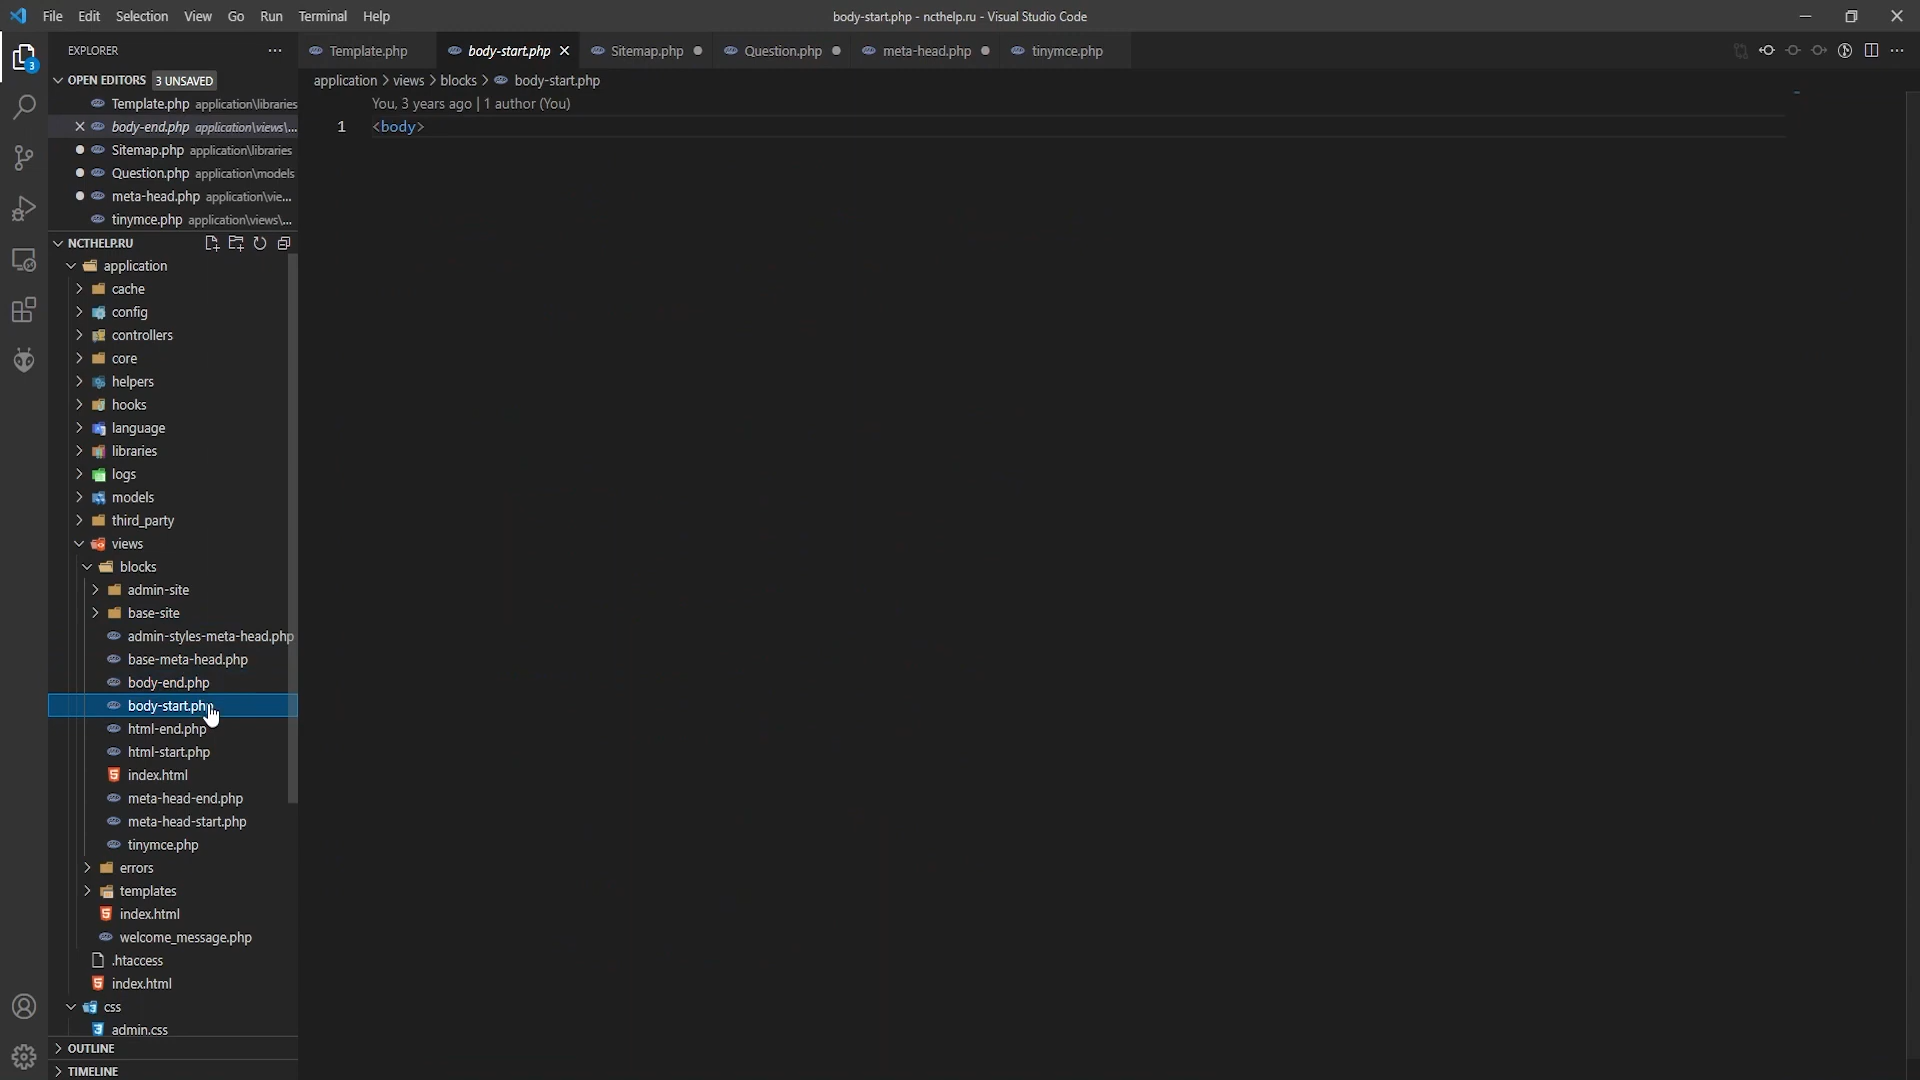 File Edit Selection View Go Run Terminal Help
body-start.php - ncthelp.ru - Visual Studio Code
EXPLORER
OPEN EDITORS 3 UNSAVED
Template.php application\libraries
body-end.php application\views\...
Sitemap.php application\libraries
Question.php application\models
meta-head.php application\vie...
tinymce.php application\views\...
NCTHELP.RU
application
cache
config
controllers
core
helpers
hooks
language
libraries
logs
models
third_party
views
blocks
admin-site
base-site
admin-styles-meta-head.php
base-meta-head.php
body-end.php
body-start.php
html-end.php
html-start.php
index.html
meta-head-end.php
meta-head-start.php
tinymce.php
errors
templates
index.html
welcome_message.php
.htaccess
index.html
css
admin.css
OUTLINE
TIMELINE
3
Template.php body-start.php Sitemap.php Question.php meta-head.php tinymce.php
application > views > blocks > body-start.php
You, 3 years ago | 1 author (You)
1 <body>